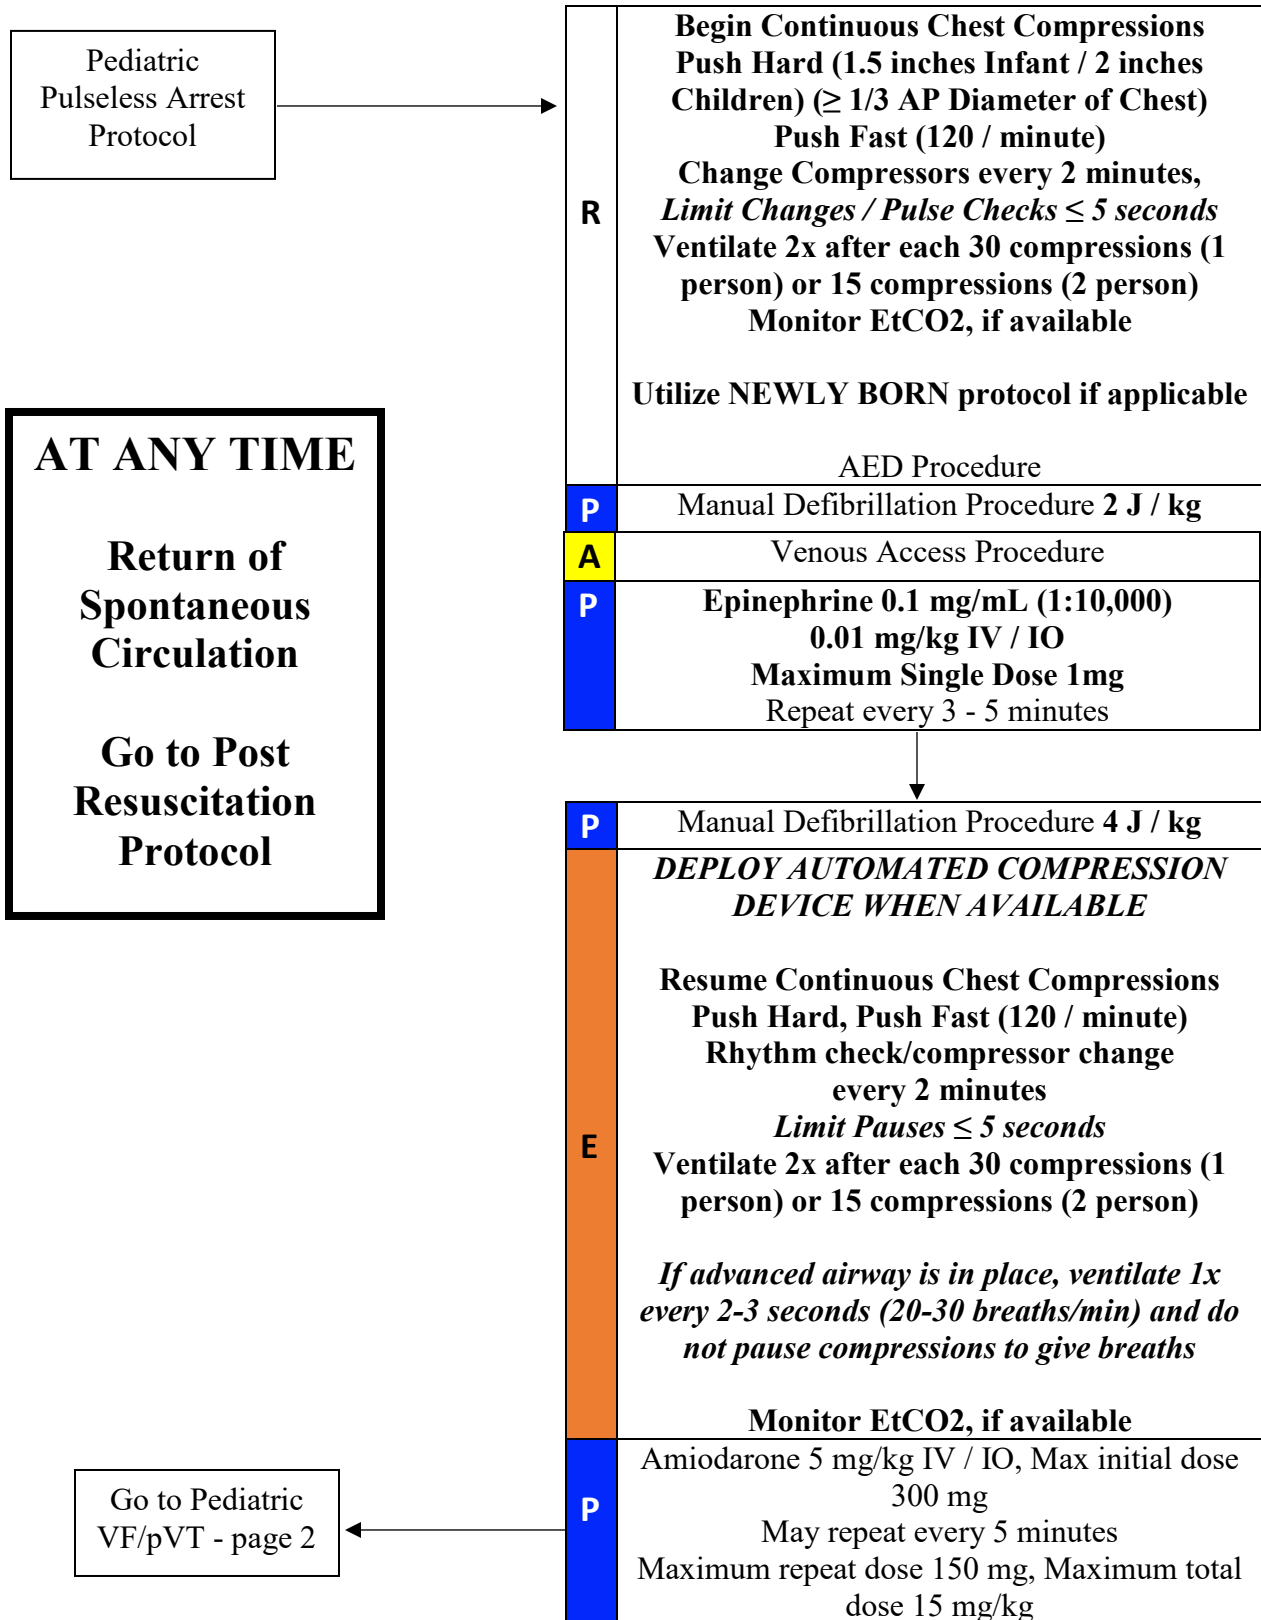 Pediatric
Pulseless Arrest
Protocol
R
Begin Continuous Chest Compressions
Push Hard (1.5 inches Infant / 2 inches
Children) (≥ 1/3 AP Diameter of Chest)
Push Fast (120 / minute)
Change Compressors every 2 minutes,
Limit Changes / Pulse Checks ≤ 5 seconds
Ventilate 2x after each 30 compressions (1
person) or 15 compressions (2 person)
Monitor EtCO2, if available
Utilize NEWLY BORN protocol if applicable
AED Procedure
P
Manual Defibrillation Procedure 2 J / kg
A
Venous Access Procedure
P
Epinephrine 0.1 mg/mL (1:10,000)
0.01 mg/kg IV / IO
Maximum Single Dose 1mg
Repeat every 3 - 5 minutes
AT ANY TIME
Return of
Spontaneous
Circulation
Go to Post
Resuscitation
Protocol
P
Manual Defibrillation Procedure 4 J / kg
E
DEPLOY AUTOMATED COMPRESSION
DEVICE WHEN AVAILABLE
Resume Continuous Chest Compressions
Push Hard, Push Fast (120 / minute)
Rhythm check/compressor change
every 2 minutes
Limit Pauses ≤ 5 seconds
Ventilate 2x after each 30 compressions (1
person) or 15 compressions (2 person)
If advanced airway is in place, ventilate 1x
every 2-3 seconds (20-30 breaths/min) and do
not pause compressions to give breaths
Monitor EtCO2, if available
P
Amiodarone 5 mg/kg IV / IO, Max initial dose
300 mg
May repeat every 5 minutes
Maximum repeat dose 150 mg, Maximum total
dose 15 mg/kg
Go to Pediatric
VF/pVT - page 2